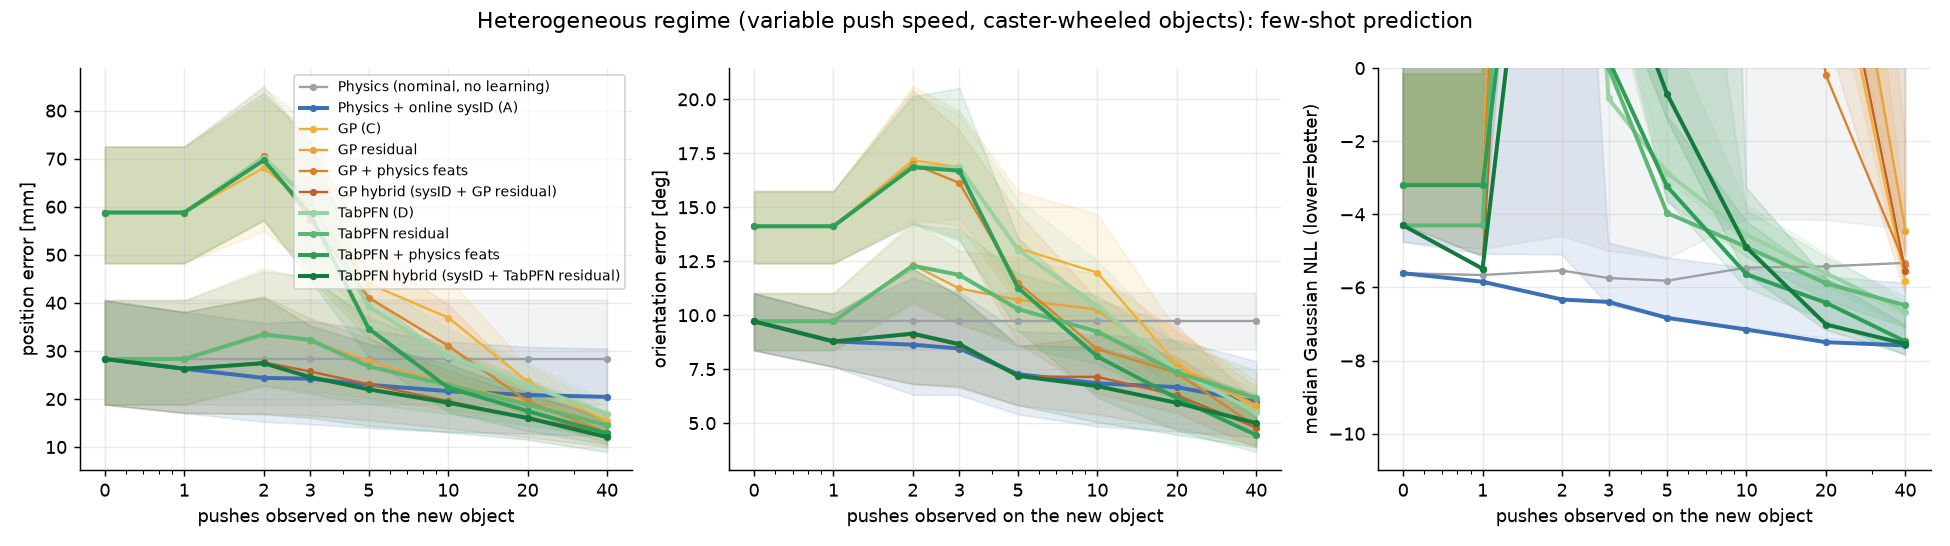 Heterogeneous regime (variable push speed, caster-wheeled objects): few-shot prediction
position error [mm]
80
70
60
50
40
30
20
10
0
1
2
3
5
10
20
40
pushes observed on the new object
Physics (nominal, no learning)
Physics + online sysID (A)
GP (C)
GP residual
GP + physics feats
GP hybrid (sysID + GP residual)
TabPFN (D)
TabPFN residual
TabPFN + physics feats
TabPFN hybrid (sysID + TabPFN residual)
orientation error [deg]
20.0
17.5
15.0
12.5
10.0
7.5
5.0
0
1
2
3
5
10
20
40
pushes observed on the new object
median Gaussian NLL (lower=better)
0
−2
−4
−6
−8
−10
0
1
2
3
5
10
20
40
pushes observed on the new object